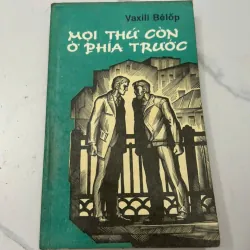 Vaxili Bêlốp
MỌI THỨ CÒN
Ở PHÍA TRƯỚC